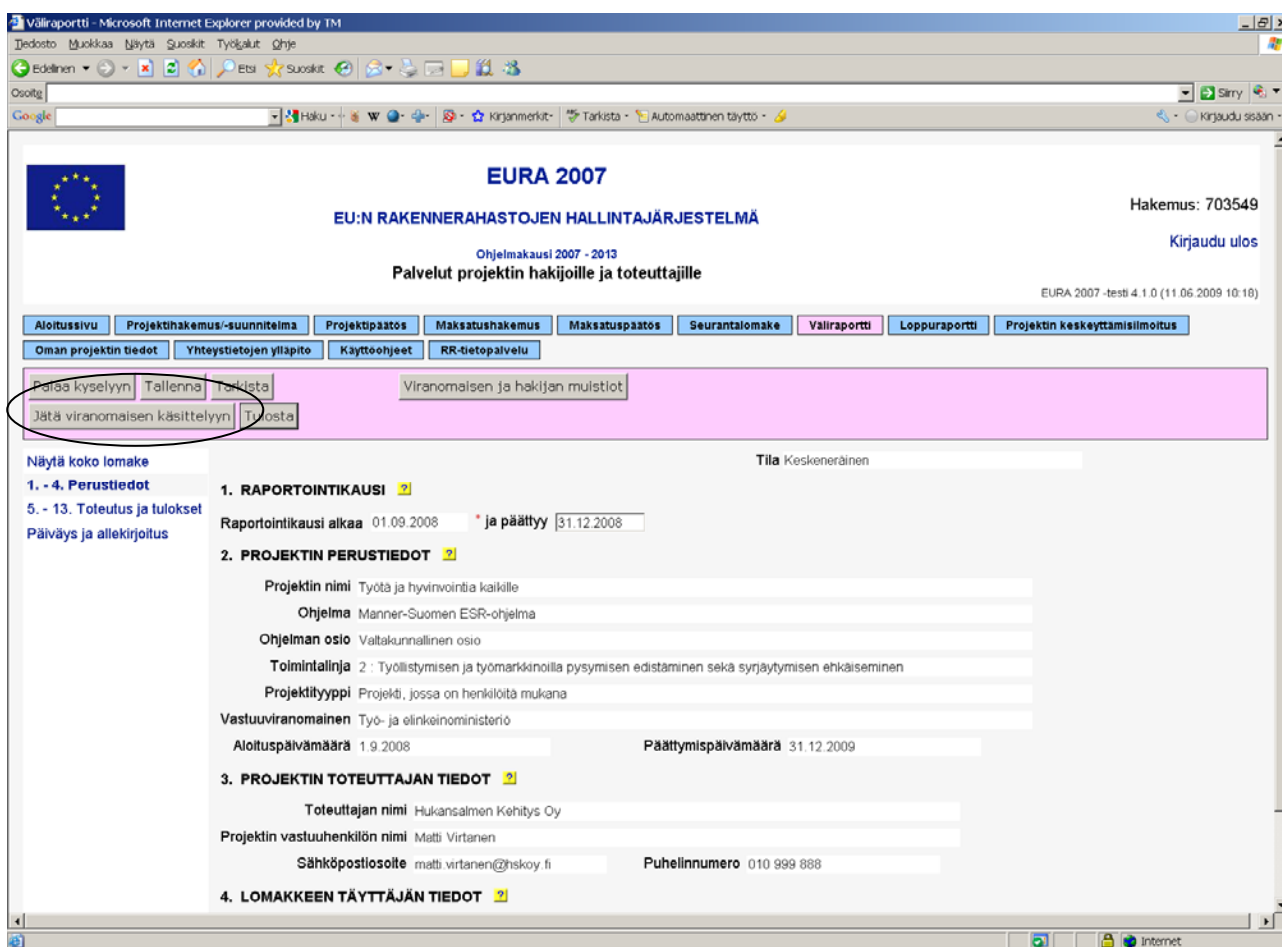 Väliraportti - Microsoft Internet Explorer provided by TM
Tiedosto Muokkaa Näytä Suosikit Työkalut Ohje
Edellinen Etsi Suosikit
Osoite Siirry
Google Haku Kirjanmerkit Tarkista Automaattinen täyttö Kirjaudu sisään
EURA 2007
EU:N RAKENNERAHASTOJEN HALLINTAJÄRJESTELMÄ
Hakemus: 703549
Kirjaudu ulos
Ohjelmakausi 2007 - 2013
Palvelut projektin hakijoille ja toteuttajille
EURA 2007 -testi 4.1.0 (11.06.2009 10:18)
Aloitussivu Projektihakemus/-suunnitelma Projektipäätös Maksatushakemus Maksatuspäätös Seurantalomake Väliraportti Loppuraportti Projektin keskeyttämisilmoitus
Oman projektin tiedot Yhteystietojen ylläpito Käyttöohjeet RR-tietopalvelu
Palaa kyselyyn Tallenna Tarkista Viranomaisen ja hakijan muistiot
Jätä viranomaisen käsittelyyn Tulosta
Näytä koko lomake
1. - 4. Perustiedot
5. - 13. Toteutus ja tulokset
Päiväys ja allekirjoitus
Tila Keskeneräinen
1. RAPORTOINTIKAUSI ?
Raportointikausi alkaa 01.09.2008 * ja päättyy 31.12.2008
2. PROJEKTIN PERUSTIEDOT ?
Projektin nimi Työtä ja hyvinvointia kaikille
Ohjelma Manner-Suomen ESR-ohjelma
Ohjelman osio Valtakunnallinen osio
Toimintalinja 2 : Työllistymisen ja työmarkkinoilla pysymisen edistäminen sekä syrjäytymisen ehkäiseminen
Projektityyppi Projekti, jossa on henkilöitä mukana
Vastuuviranomainen Työ- ja elinkeinoministeriö
Aloituspäivämäärä 1.9.2008 Päättymispäivämäärä 31.12.2009
3. PROJEKTIN TOTEUTTAJAN TIEDOT ?
Toteuttajan nimi Hukansalmen Kehitys Oy
Projektin vastuuhenkilön nimi Matti Virtanen
Sähköpostiosoite matti.virtanen@hskoy.fi Puhelinnumero 010 999 888
4. LOMAKKEEN TÄYTTÄJÄN TIEDOT ?
Internet